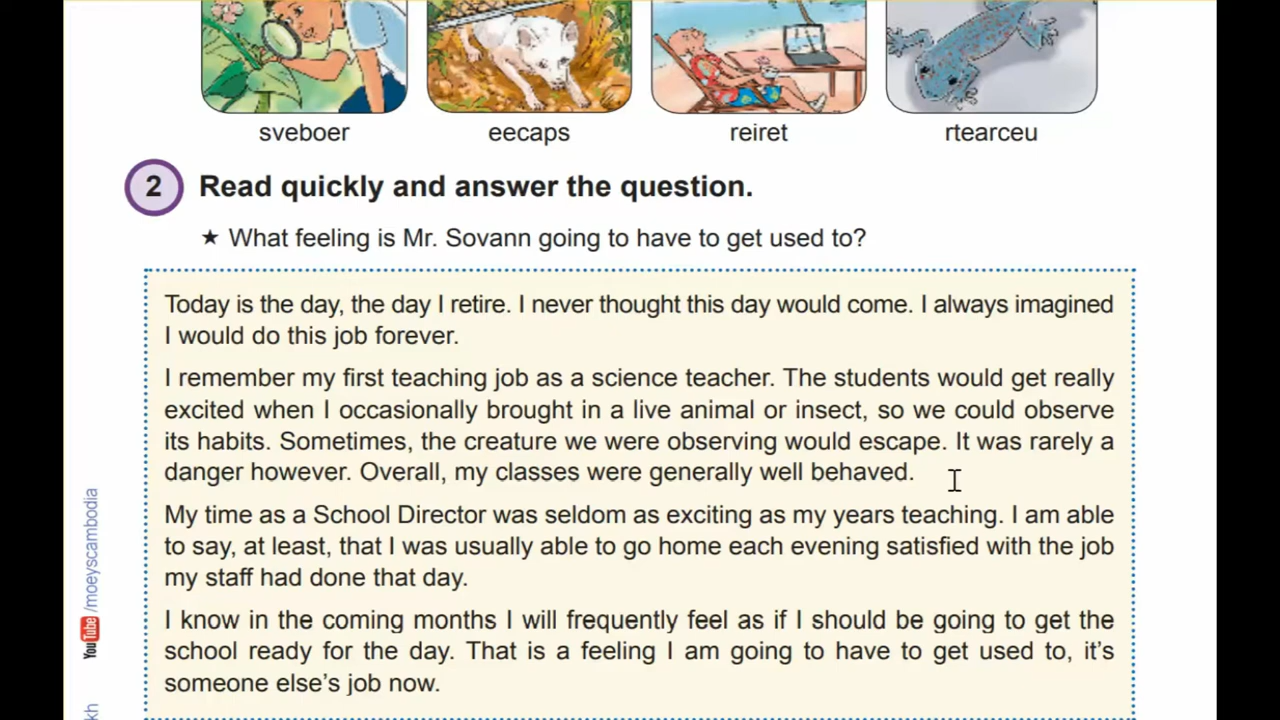 sveboer
eecaps
reiret
rtearceu
2 Read quickly and answer the question.
★ What feeling is Mr. Sovann going to have to get used to?
Today is the day, the day I retire. I never thought this day would come. I always imagined
I would do this job forever.
I remember my first teaching job as a science teacher. The students would get really
excited when I occasionally brought in a live animal or insect, so we could observe
its habits. Sometimes, the creature we were observing would escape. It was rarely a
danger however. Overall, my classes were generally well behaved.
My time as a School Director was seldom as exciting as my years teaching. I am able
to say, at least, that I was usually able to go home each evening satisfied with the job
my staff had done that day.
I know in the coming months I will frequently feel as if I should be going to get the
school ready for the day. That is a feeling I am going to have to get used to, it's
someone else's job now.
YouTube /moeyscambodia
kh